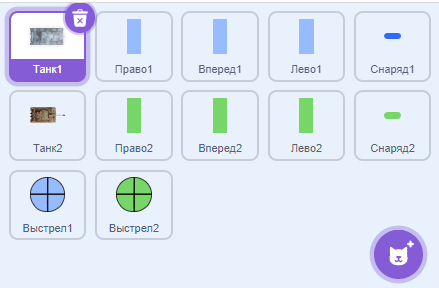 Танк1
Право1
Вперед1
Лево1
Снаряд1
Танк2
Право2
Вперед2
Лево2
Снаряд2
Выстрел1
Выстрел2